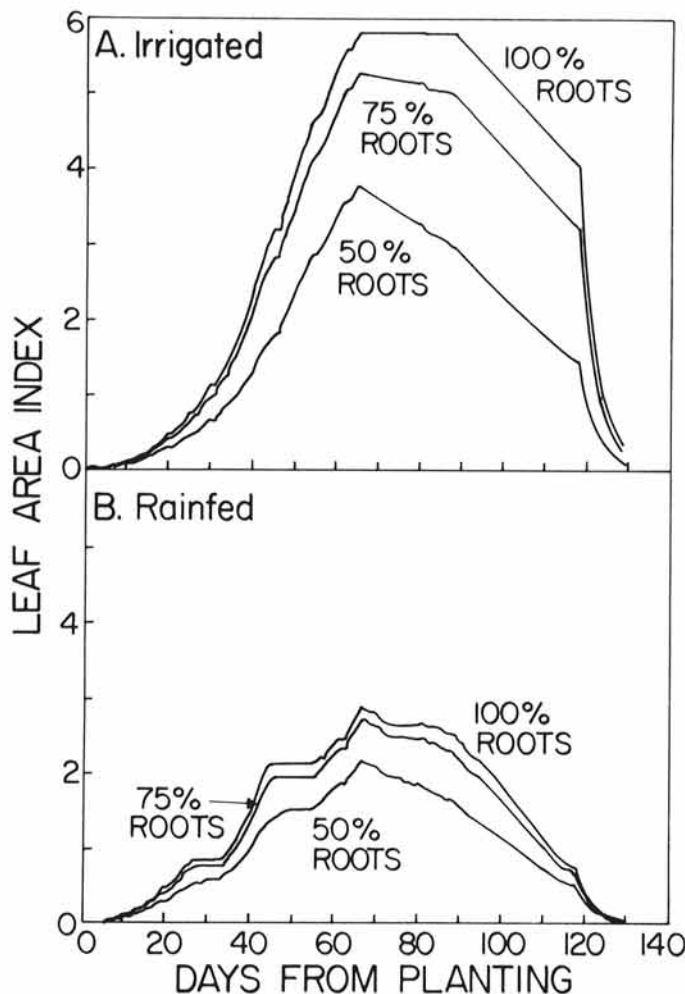 LEAF AREA INDEX
6
4
2
0
A. Irrigated
100%
ROOTS
75%
ROOTS
50%
ROOTS
B. Rainfed
4
2
0
100%
ROOTS
75%
ROOTS
50%
ROOTS
0 20 40 60 80 100 120 140
DAYS FROM PLANTING